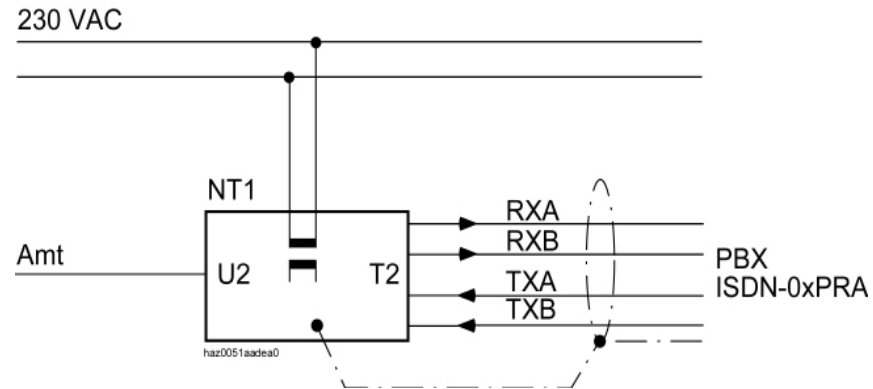 230 VAC
NT1
RXA
RXB
Amt
U2
T2
TXA
TXB
PBX
ISDN-0xPRA
haz0051aadea0